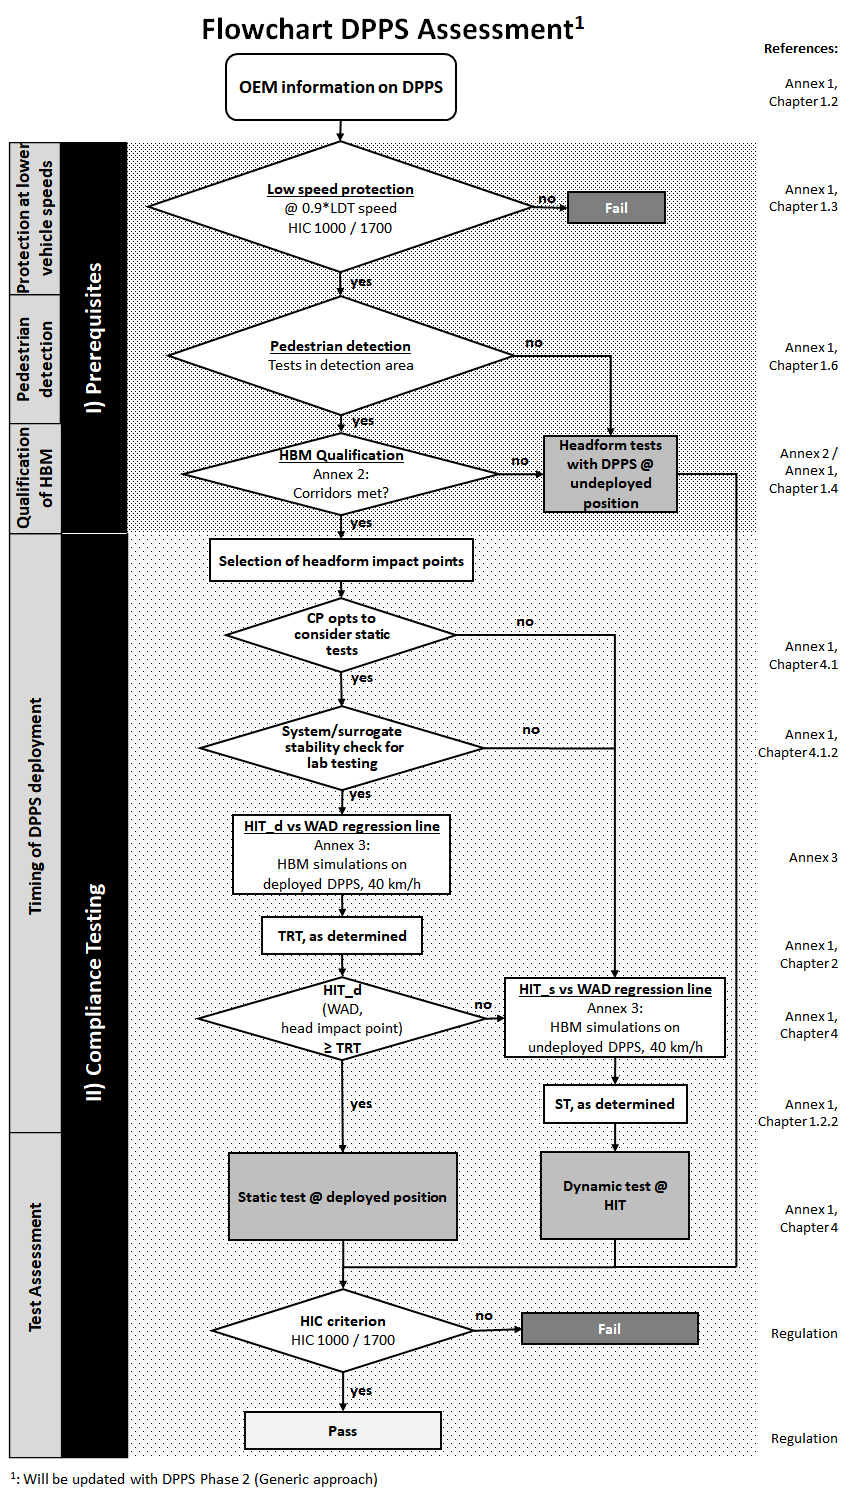 Flowchart DPPS Assessment1
References:
OEM information on DPPS
Annex 1,
Chapter 1.2
I) Prerequisites
Protection at lower
vehicle speeds
Low speed protection
@ 0.9*LDT speed
HIC 1000 / 1700
no
Fail
Annex 1,
Chapter 1.3
yes
Pedestrian
detection
Pedestrian detection
Tests in detection area
no
Annex 1,
Chapter 1.6
yes
Qualification
of HBM
HBM Qualification
Annex 2:
Corridors met?
no
Headform tests
with DPPS @
undeployed
position
Annex 2 /
Annex 1,
Chapter 1.4
yes
II) Compliance Testing
Timing of DPPS deployment
Selection of headform impact points
CP opts to
consider static
tests
no
Annex 1,
Chapter 4.1
yes
System/surrogate
stability check for
lab testing
no
Annex 1,
Chapter 4.1.2
yes
HIT_d vs WAD regression line
Annex 3:
HBM simulations on
deployed DPPS, 40 km/h
Annex 3
TRT, as determined
Annex 1,
Chapter 2
HIT_d
(WAD,
head impact point)
≥ TRT
no
HIT_s vs WAD regression line
Annex 3:
HBM simulations on
undeployed DPPS, 40 km/h
Annex 1,
Chapter 4
yes
ST, as determined
Annex 1,
Chapter 1.2.2
Test Assessment
Static test @ deployed position
Dynamic test @
HIT
Annex 1,
Chapter 4
HIC criterion
HIC 1000 / 1700
no
Fail
Regulation
yes
Pass
Regulation
1: Will be updated with DPPS Phase 2 (Generic approach)